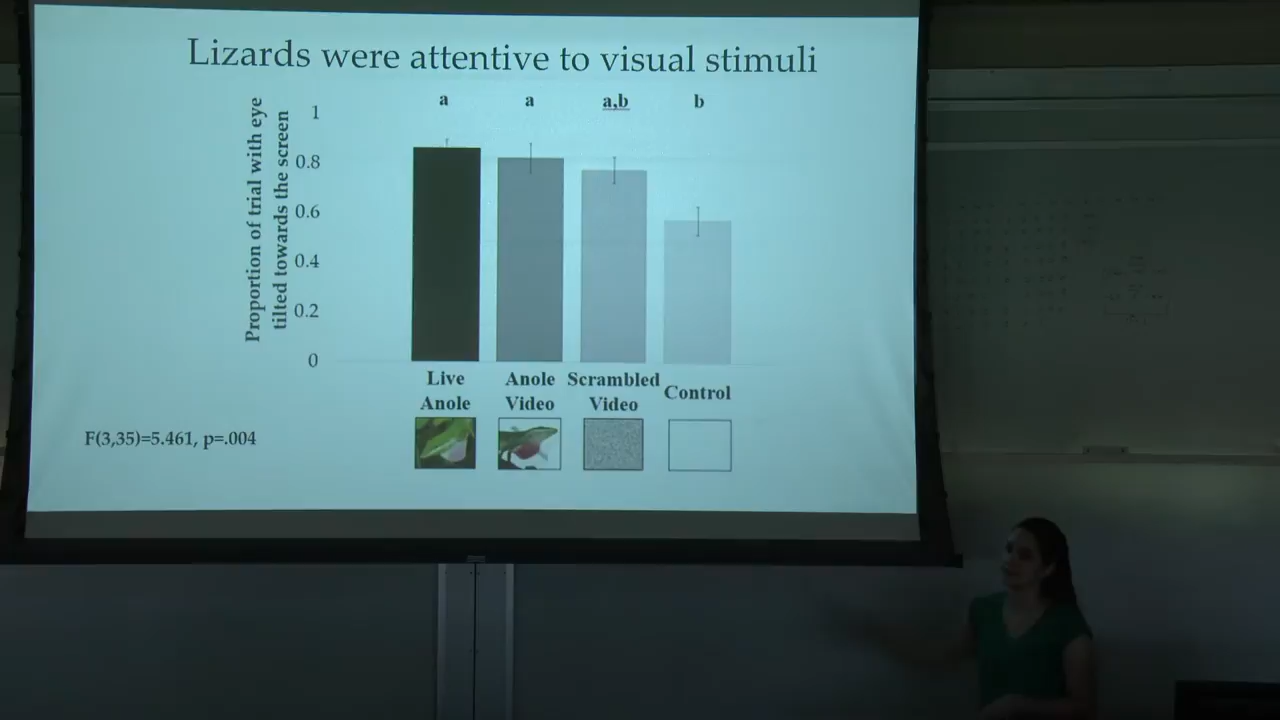 Lizards were attentive to visual stimuli
a a a,b b
Proportion of trial with eye
tilted towards the screen
1
0.8
0.6
0.4
0.2
0
Live
Anole
Anole
Video
Scrambled
Video
Control
F(3,35)=5.461, p=.004